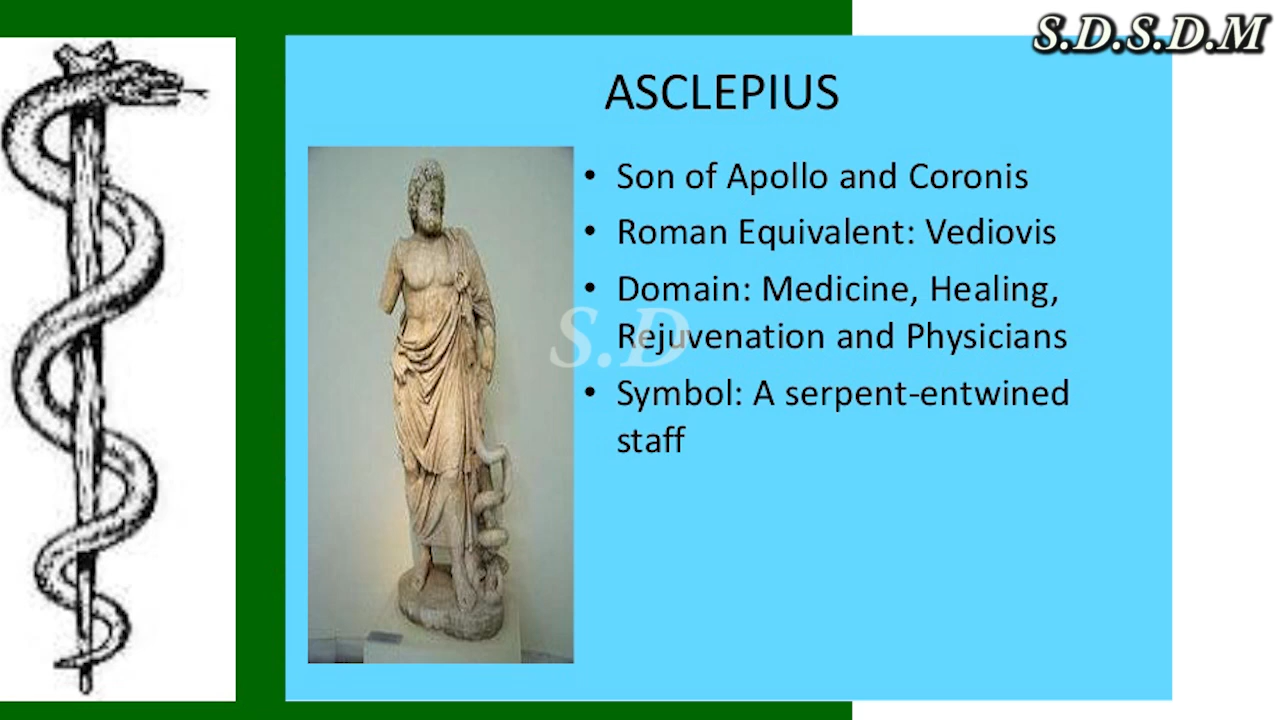 S.D.S.D.M
ASCLEPIUS
• Son of Apollo and Coronis
• Roman Equivalent: Vediovis
• Domain: Medicine, Healing,
Rejuvenation and Physicians
• Symbol: A serpent-entwined
staff
S.D